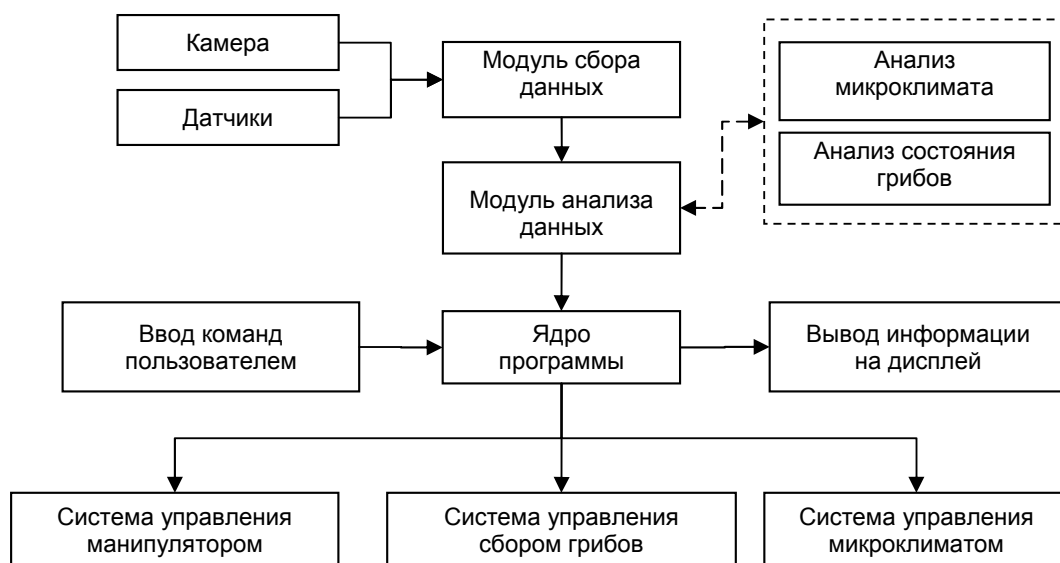 Камера
Датчики
Модуль сбора
данных
Анализ
микроклимата
Анализ состояния
грибов
Модуль анализа
данных
Ввод команд
пользователем
Ядро
программы
Вывод информации
на дисплей
Система управления
манипулятором
Система управления
сбором грибов
Система управления
микроклиматом